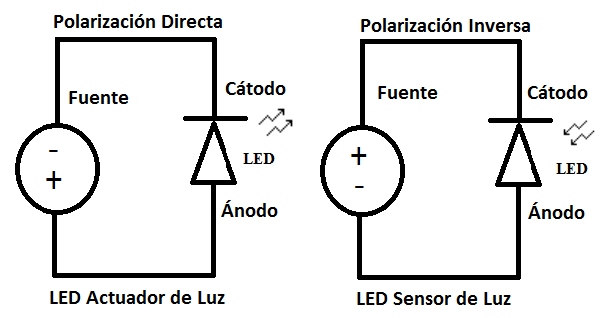 Polarización Directa
Fuente
Cátodo
-
+
LED
Ánodo
LED Actuador de Luz
Polarización Inversa
Fuente
Cátodo
+
-
LED
Ánodo
LED Sensor de Luz